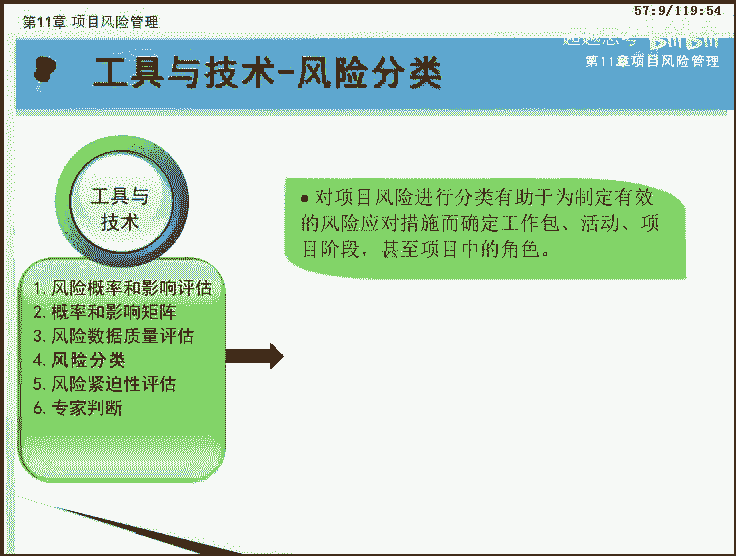 第11章 项目风险管理
57:9/119:54
第11章项目风险管理
工具与技术-风险分类
工具与
技术
1. 风险概率和影响评估
2. 概率和影响矩阵
3. 风险数据质量评估
4. 风险分类
5. 风险紧迫性评估
6. 专家判断
• 对项目风险进行分类有助于为制定有效
的风险应对措施而确定工作包、活动、项
目阶段，甚至项目中的角色。